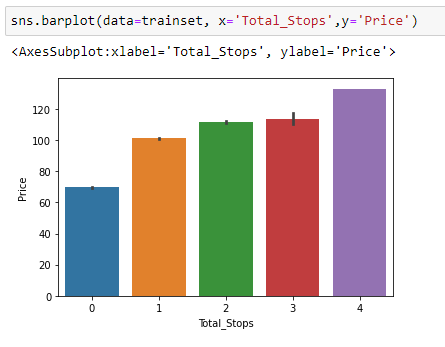 sns.barplot(data=trainset, x='Total_Stops',y='Price')
<AxesSubplot:xlabel='Total_Stops', ylabel='Price'>
120
100
80
60
40
20
0
Price
0 1 2 3 4
Total_Stops